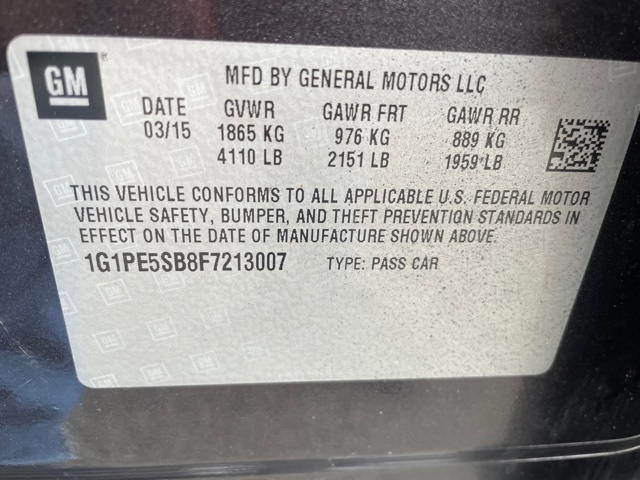 GM
MFD BY GENERAL MOTORS LLC
DATE GVWR GAWR FRT GAWR RR
03/15 1865 KG 976 KG 889 KG
4110 LB 2151 LB 1959 LB
THIS VEHICLE CONFORMS TO ALL APPLICABLE U.S. FEDERAL MOTOR
VEHICLE SAFETY, BUMPER, AND THEFT PREVENTION STANDARDS IN
EFFECT ON THE DATE OF MANUFACTURE SHOWN ABOVE.
1G1PE5SB8F7213007 TYPE: PASS CAR